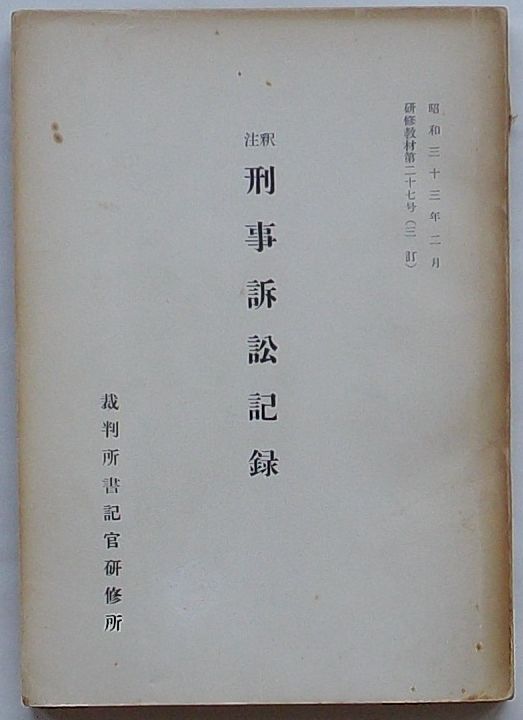 昭和三十三年二月
研修教材第二十七号（三訂）
注釈
刑事訴訟記録
裁判所書記官研修所